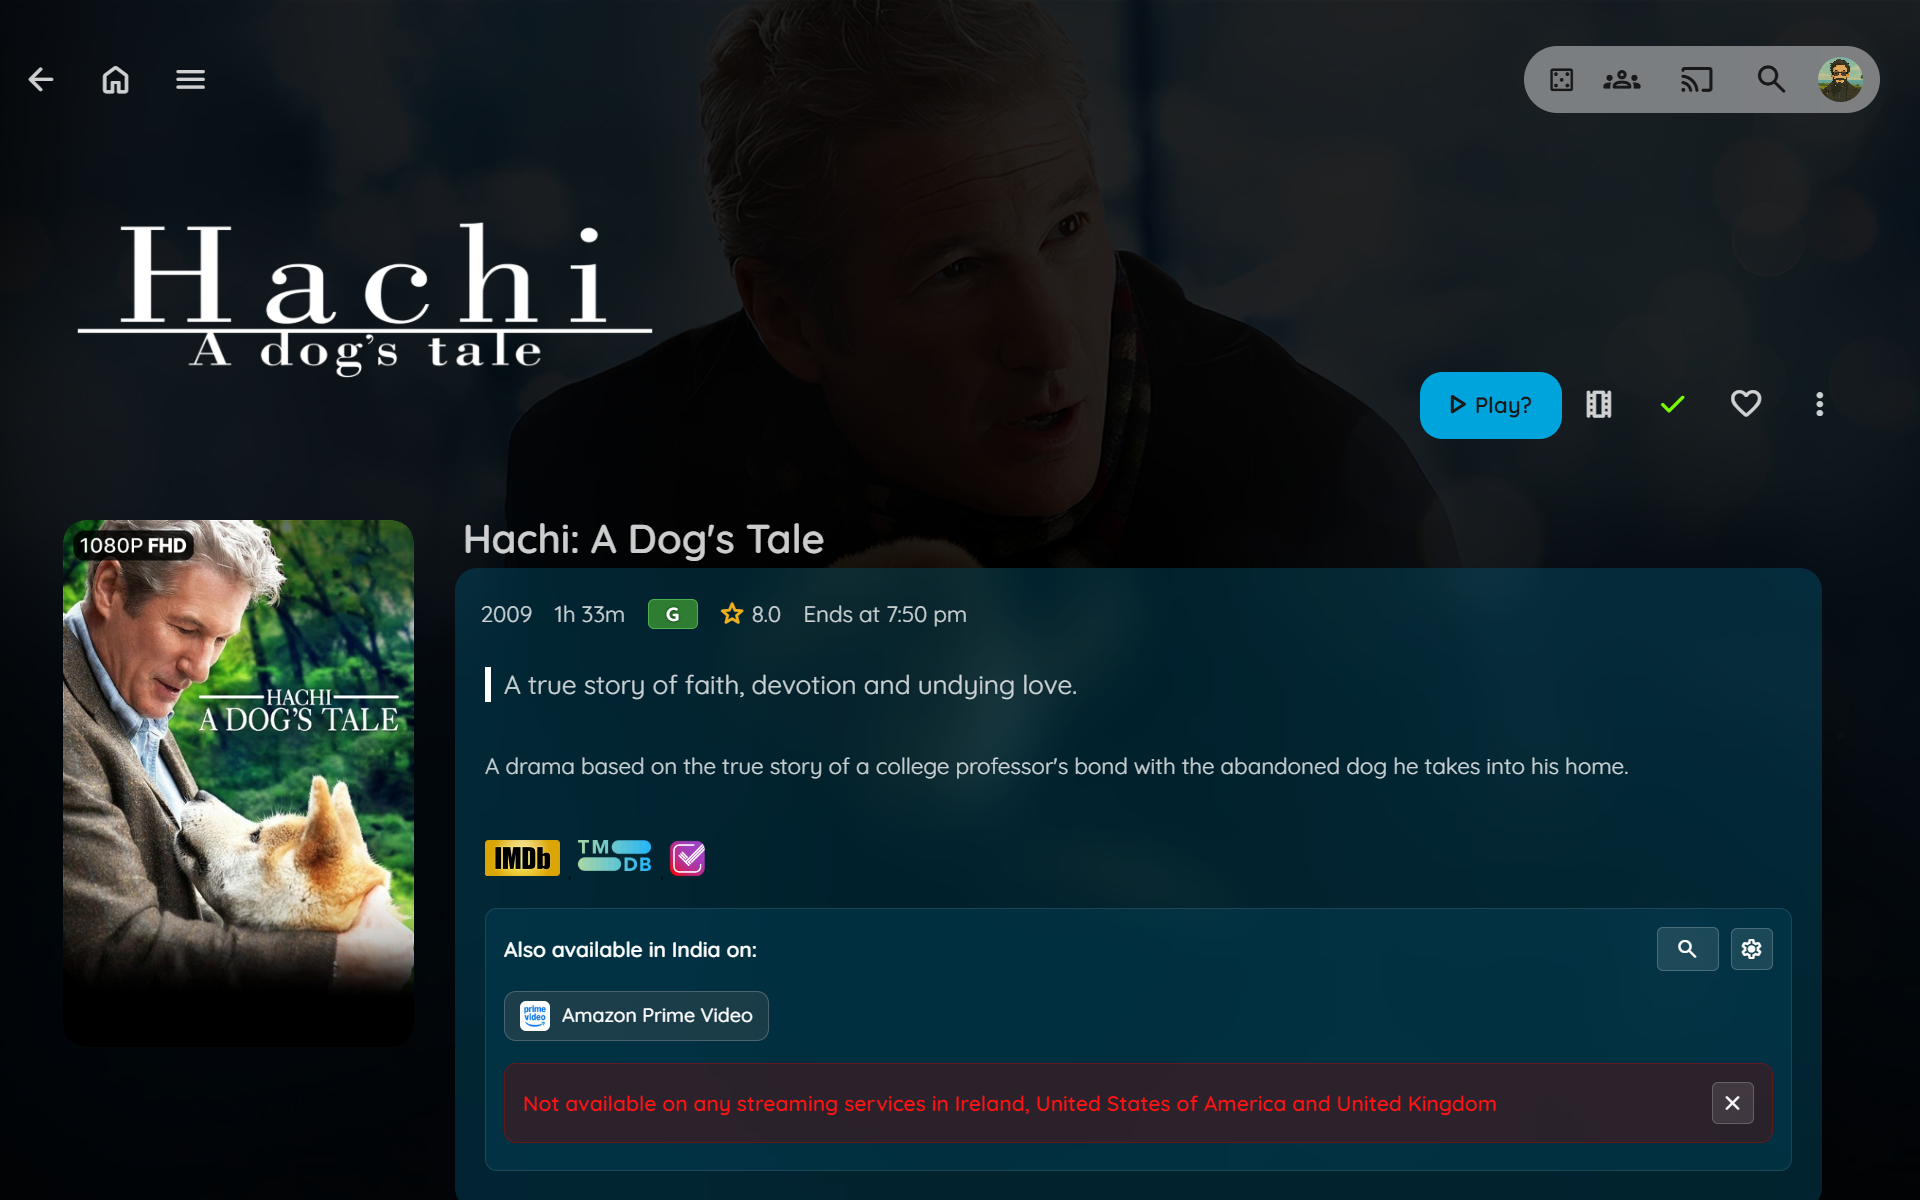 Hachi
A dog's tale
Play?
1080P FHD
HACHI
A DOG'S TALE
Hachi: A Dog's Tale
2009 1h 33m G 8.0 Ends at 7:50 pm
A true story of faith, devotion and undying love.
A drama based on the true story of a college professor's bond with the abandoned dog he takes into his home.
IMDb TMDB
Also available in India on:
prime video Amazon Prime Video
Not available on any streaming services in Ireland, United States of America and United Kingdom